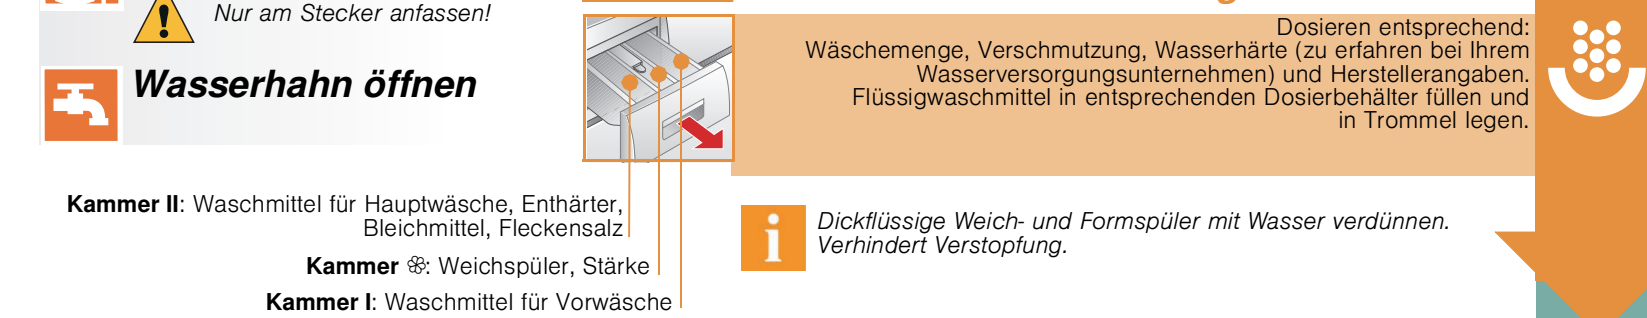 Nur am Stecker anfassen!
Wasserhahn öffnen
Dosieren entsprechend:
Wäschemenge, Verschmutzung, Wasserhärte (zu erfahren bei Ihrem
Wasserversorgungsunternehmen) und Herstellerangaben.
Flüssigwaschmittel in entsprechenden Dosierbehälter füllen und
in Trommel legen.
Kammer II: Waschmittel für Hauptwäsche, Enthärter,
Bleichmittel, Fleckensalz
Kammer ❀: Weichspüler, Stärke
Kammer I: Waschmittel für Vorwäsche
Dickflüssige Weich- und Formspüler mit Wasser verdünnen.
Verhindert Verstopfung.